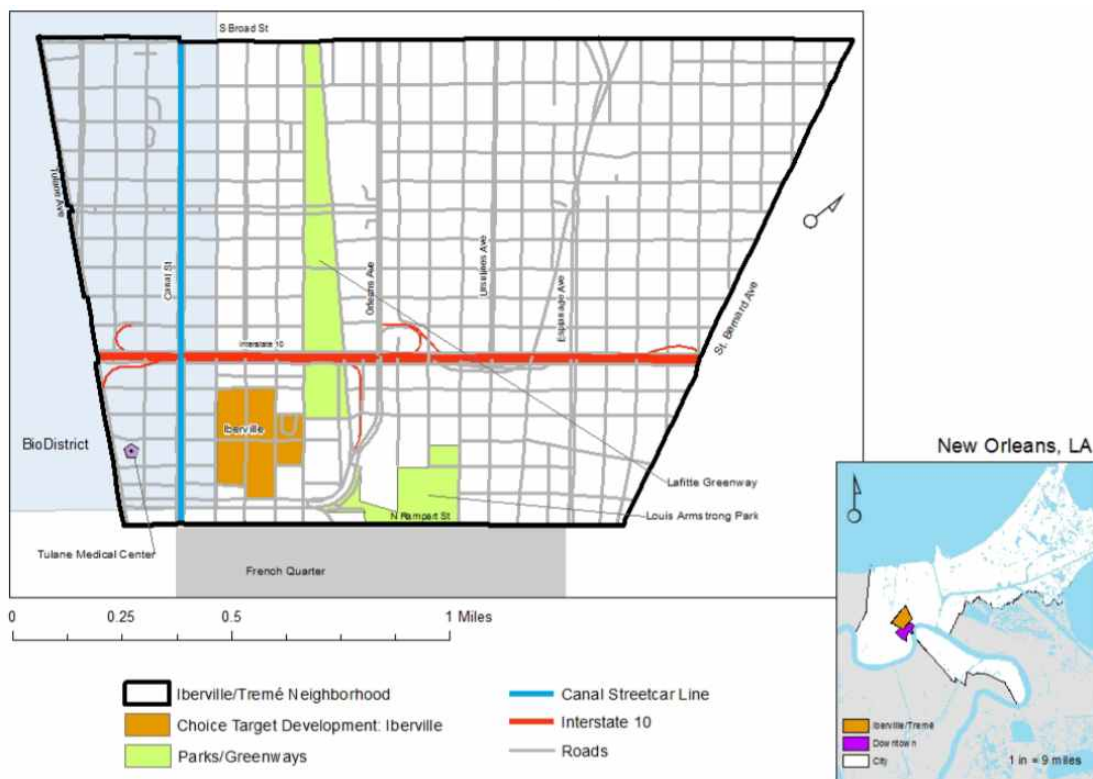 S Broad St
Tulane Ave
Canal St
Orleans Ave
Ursulines Ave
Esplanade Ave
St. Bernard Ave
Interstate 10
Iberville
BioDistrict
N Rampart St
Lafitte Greenway
Louis Armstrong Park
Tulane Medical Center
French Quarter
0 0.25 0.5 1 Miles
Iberville/Tremé Neighborhood
Choice Target Development: Iberville
Parks/Greenways
Canal Streetcar Line
Interstate 10
Roads
New Orleans, LA
Iberville/Tremé
Downtown
City
1 in = 9 miles